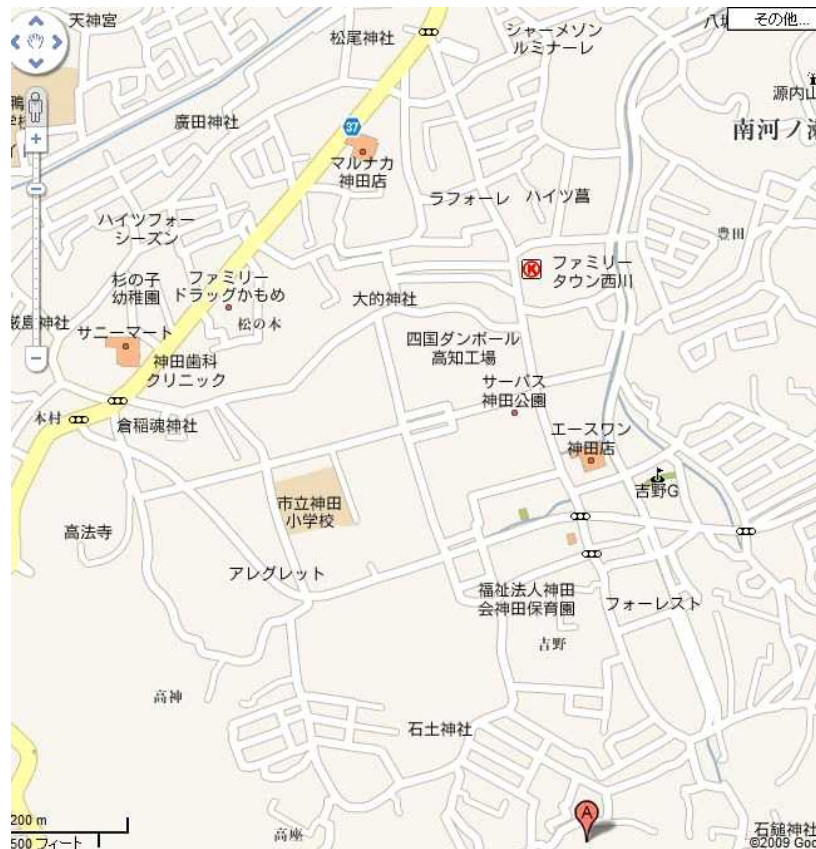 天神宮
松尾神社
シャーメゾン
ルミナーレ
八坂
その他...
源内山
鴨
学校
南河ノ瀬
廣田神社
37
マルナカ
神田店
ラフォーレ
ハイツ菖
豊田
ハイツフォー
シーズン
杉の子
幼稚園
ファミリー
ドラッグかもめ
大的神社
K
ファミリー
タウン西川
厳島神社
松の木
サニーマート
四国ダンボール
高知工場
神田歯科
クリニック
サーパス
神田公園
本村
倉稲魂神社
エースワン
神田店
吉野G
市立神田
小学校
高法寺
アレグレット
福祉法人神田
会神田保育園
フォーレスト
吉野
高神
石土神社
A
200 m
500 フィート
高座
石鎚神社
©2009 Goo